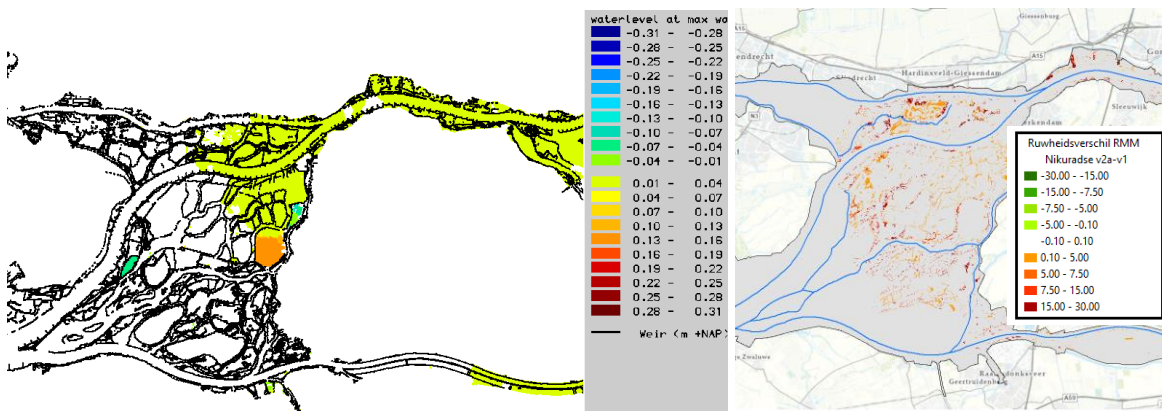 waterlevel at max wa
-0.31 - -0.28
-0.28 - -0.25
-0.25 - -0.22
-0.22 - -0.19
-0.19 - -0.16
-0.16 - -0.13
-0.13 - -0.10
-0.10 - -0.07
-0.07 - -0.04
-0.04 - -0.01
0.01 - 0.04
0.04 - 0.07
0.07 - 0.10
0.10 - 0.13
0.13 - 0.16
0.16 - 0.19
0.19 - 0.22
0.22 - 0.25
0.25 - 0.28
0.28 - 0.31
Weir (m +NAP)
Giessenburg
A15
A15
endrecht
Hardinxveld-Giessendam
Go
Sleeuwijk
erkendam
N3
Ruwheidsverschil RMM
Nikuradse v2a-v1
-30.00 - -15.00
-15.00 - -7.50
-7.50 - -5.00
-5.00 - -0.10
-0.10 - 0.10
0.10 - 5.00
5.00 - 7.50
7.50 - 15.00
15.00 - 30.00
Zwaluwe
Geertruidenberg
A59